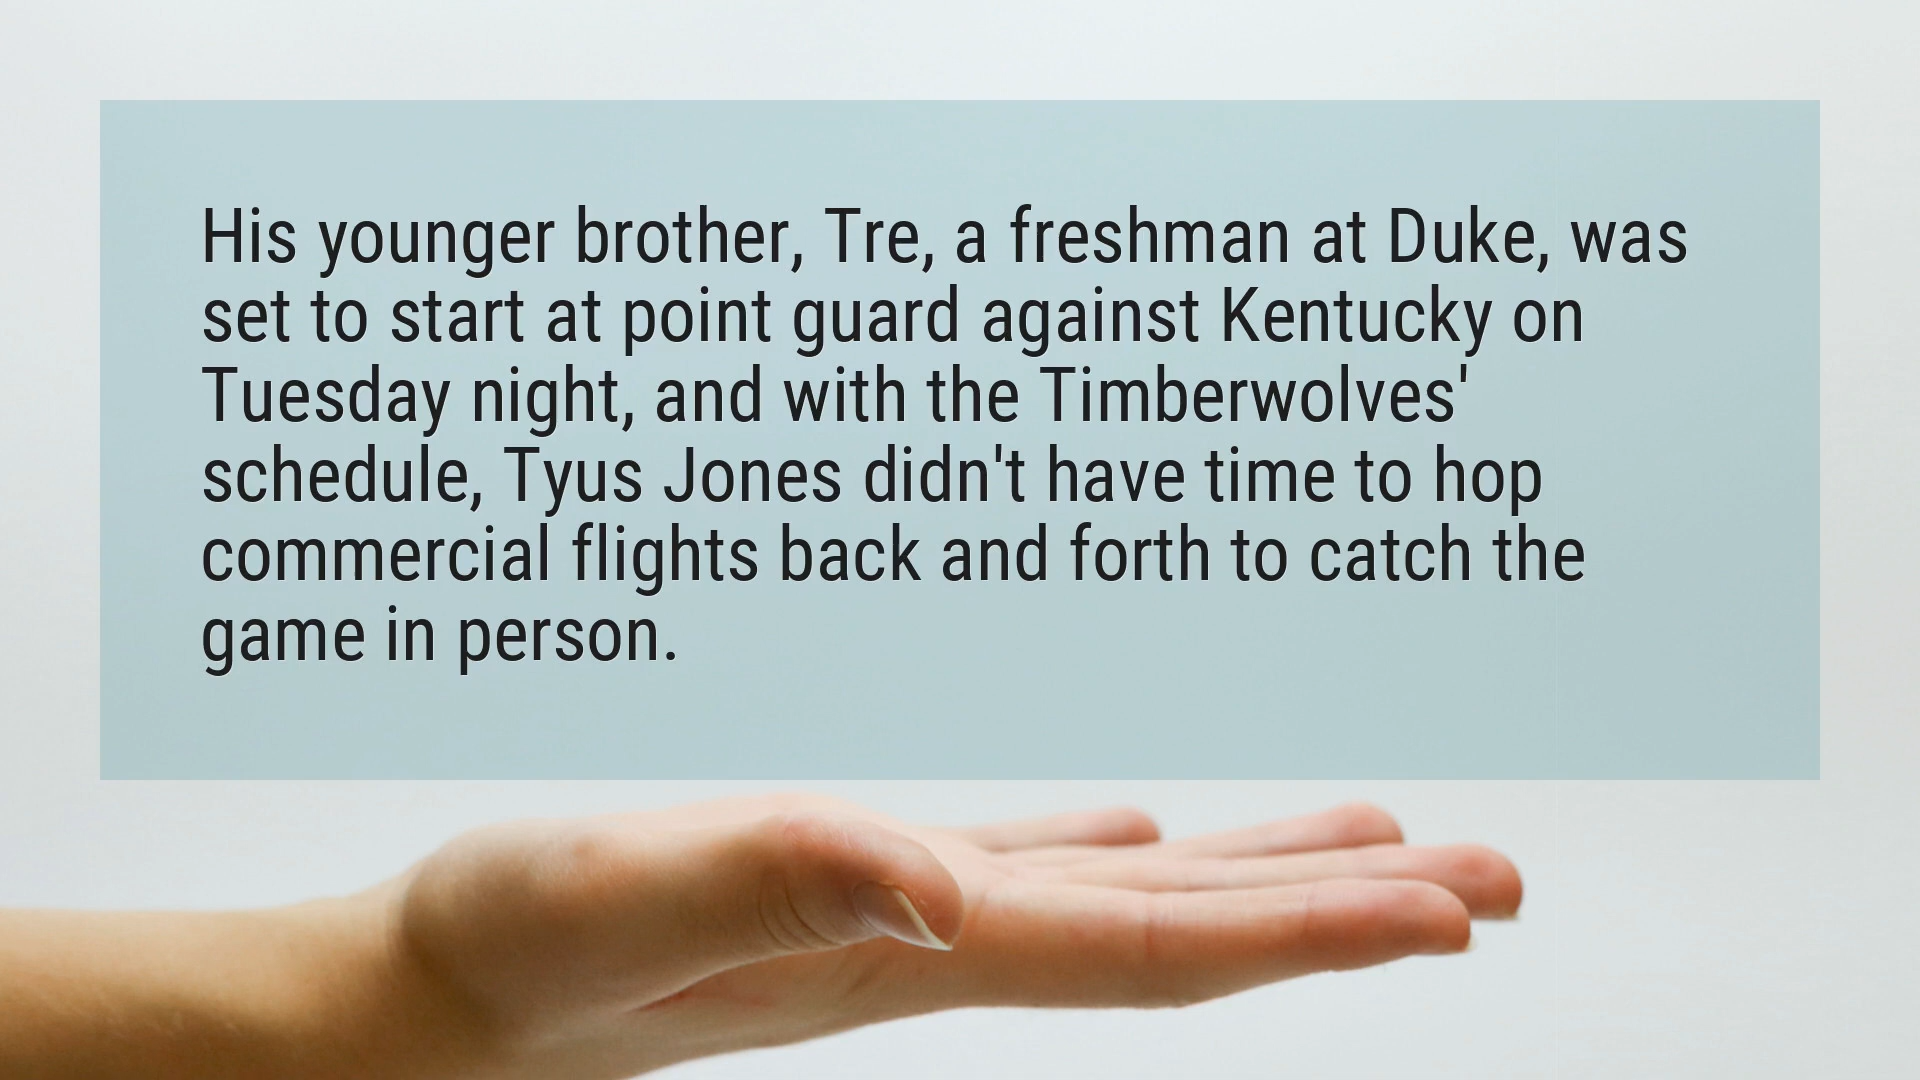 His younger brother, Tre, a freshman at Duke, was
set to start at point guard against Kentucky on
Tuesday night, and with the Timberwolves'
schedule, Tyus Jones didn't have time to hop
commercial flights back and forth to catch the
game in person.